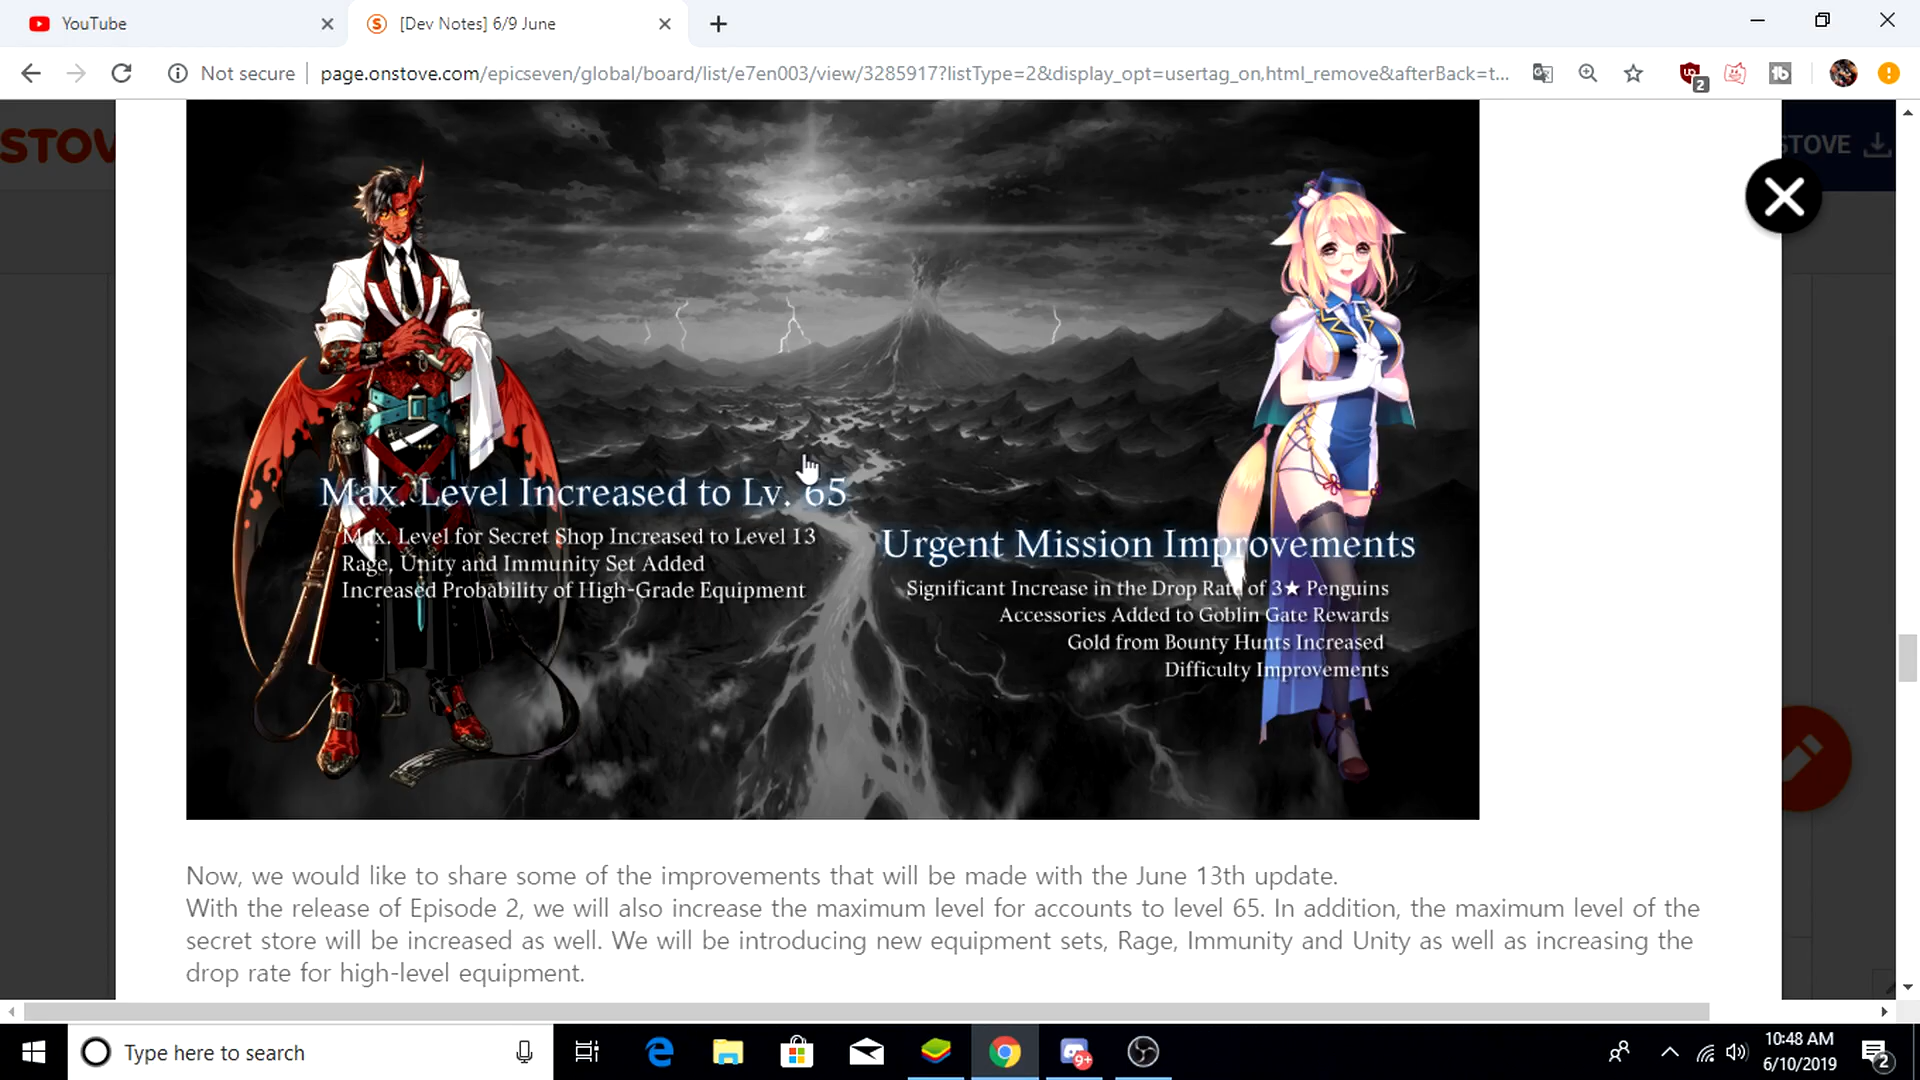 YouTube
[Dev Notes] 6/9 June
Not secure
page.onstove.com/epicseven/global/board/list/e7en003/view/3285917?listType=2&display_opt=usertag_on,html_remove&afterBack=t...
2
STOV
STOVE
Max. Level Increased to Lv. 65
Max. Level for Secret Shop Increased to Level 13
Rage, Unity and Immunity Set Added
Increased Probability of High-Grade Equipment
Urgent Mission Improvements
Significant Increase in the Drop Rate of 3★ Penguins
Accessories Added to Goblin Gate Rewards
Gold from Bounty Hunts Increased
Difficulty Improvements
Now, we would like to share some of the improvements that will be made with the June 13th update.
With the release of Episode 2, we will also increase the maximum level for accounts to level 65. In addition, the maximum level of the
secret store will be increased as well. We will be introducing new equipment sets, Rage, Immunity and Unity as well as increasing the
drop rate for high-level equipment.
Type here to search
9+
10:48 AM
6/10/2019
2